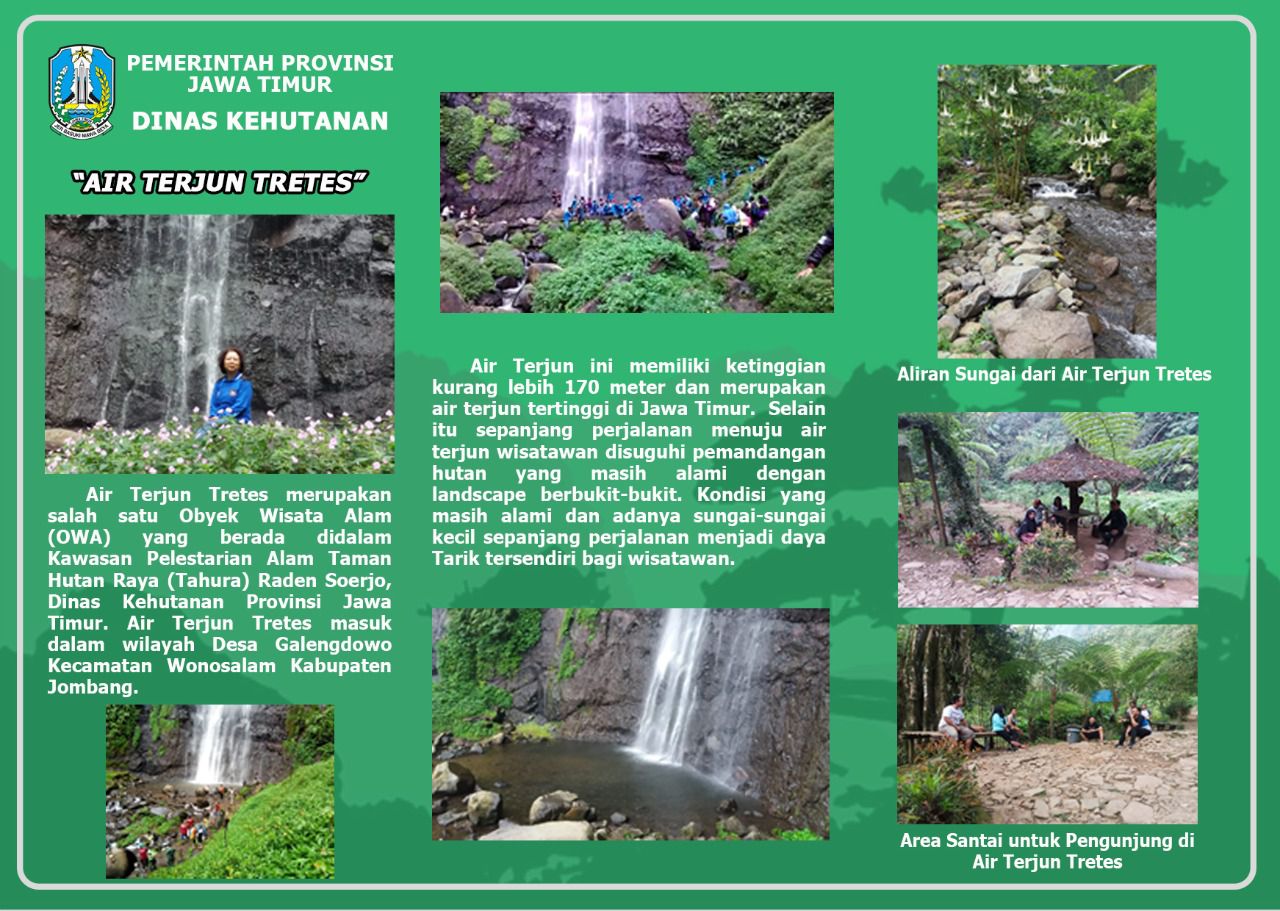 PEMERINTAH PROVINSI
JAWA TIMUR
DINAS KEHUTANAN
"AIR TERJUN TRETES"
Air Terjun Tretes merupakan
salah satu Obyek Wisata Alam
(OWA) yang berada didalam
Kawasan Pelestarian Alam Taman
Hutan Raya (Tahura) Raden Soerjo,
Dinas Kehutanan Provinsi Jawa
Timur. Air Terjun Tretes masuk
dalam wilayah Desa Galengdowo
Kecamatan Wonosalam Kabupaten
Jombang.
Air Terjun ini memiliki ketinggian
kurang lebih 170 meter dan merupakan
air terjun tertinggi di Jawa Timur. Selain
itu sepanjang perjalanan menuju air
terjun wisatawan disuguhi pemandangan
hutan yang masih alami dengan
landscape berbukit-bukit. Kondisi yang
masih alami dan adanya sungai-sungai
kecil sepanjang perjalanan menjadi daya
Tarik tersendiri bagi wisatawan.
Aliran Sungai dari Air Terjun Tretes
Area Santai untuk Pengunjung di
Air Terjun Tretes